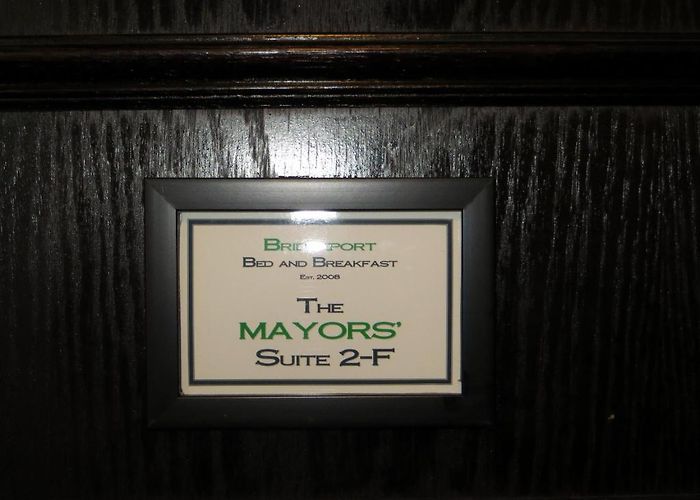 Bridgeport
Bed and Breakfast
Est. 2008
The
MAYORS'
Suite 2-F